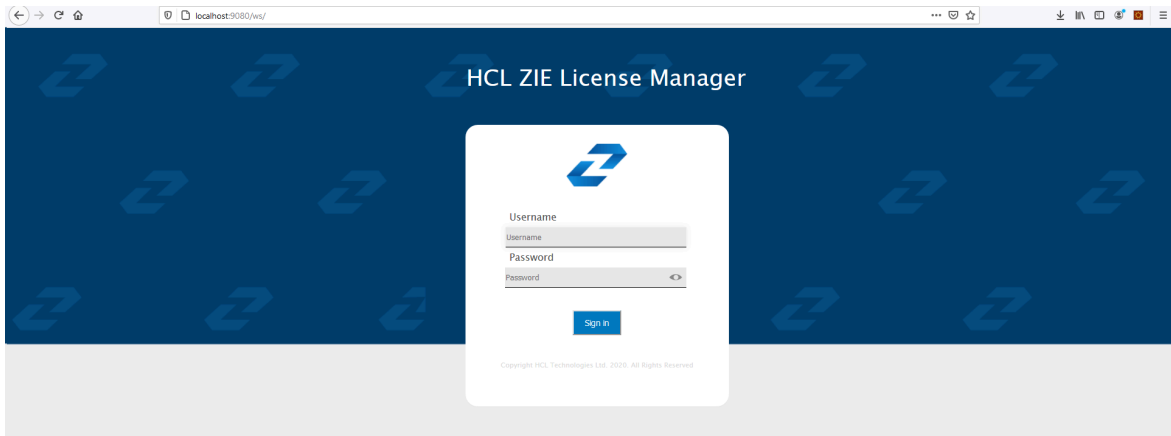 localhost:9080/ws/
HCL ZIE License Manager
Username
Username
Password
Password
Sign in
Copyright HCL Technologies Ltd. 2020. All Rights Reserved